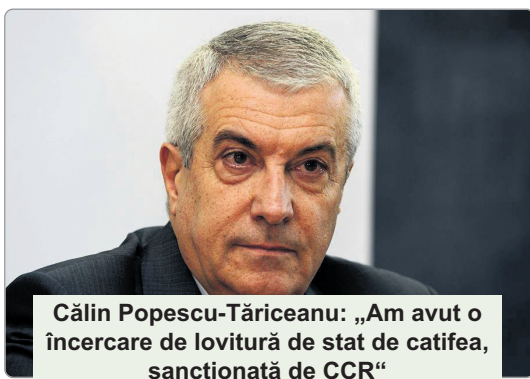 Călin Popescu-Tăriceanu: „Am avut o
încercare de lovitură de stat de catifea,
sancționată de CCR“